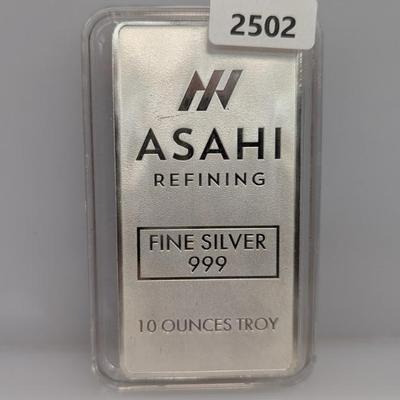 2502
ASAHI
REFINING
FINE SILVER
999
10 OUNCES TROY